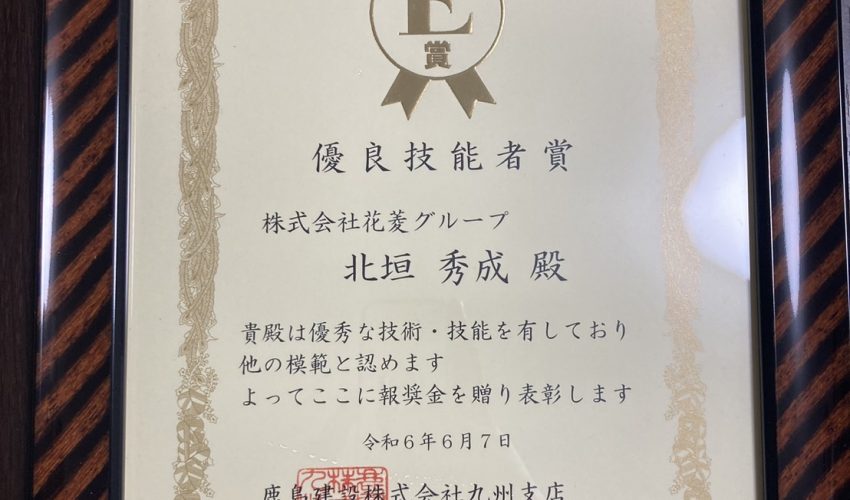 E
賞
優良技能者賞
株式会社花菱グループ
北垣 秀成 殿
貴殿は優秀な技術・技能を有しており
他の模範と認めます
よってここに報奨金を贈り表彰します
令和6年6月7日
鹿島建設株式会社九州支店